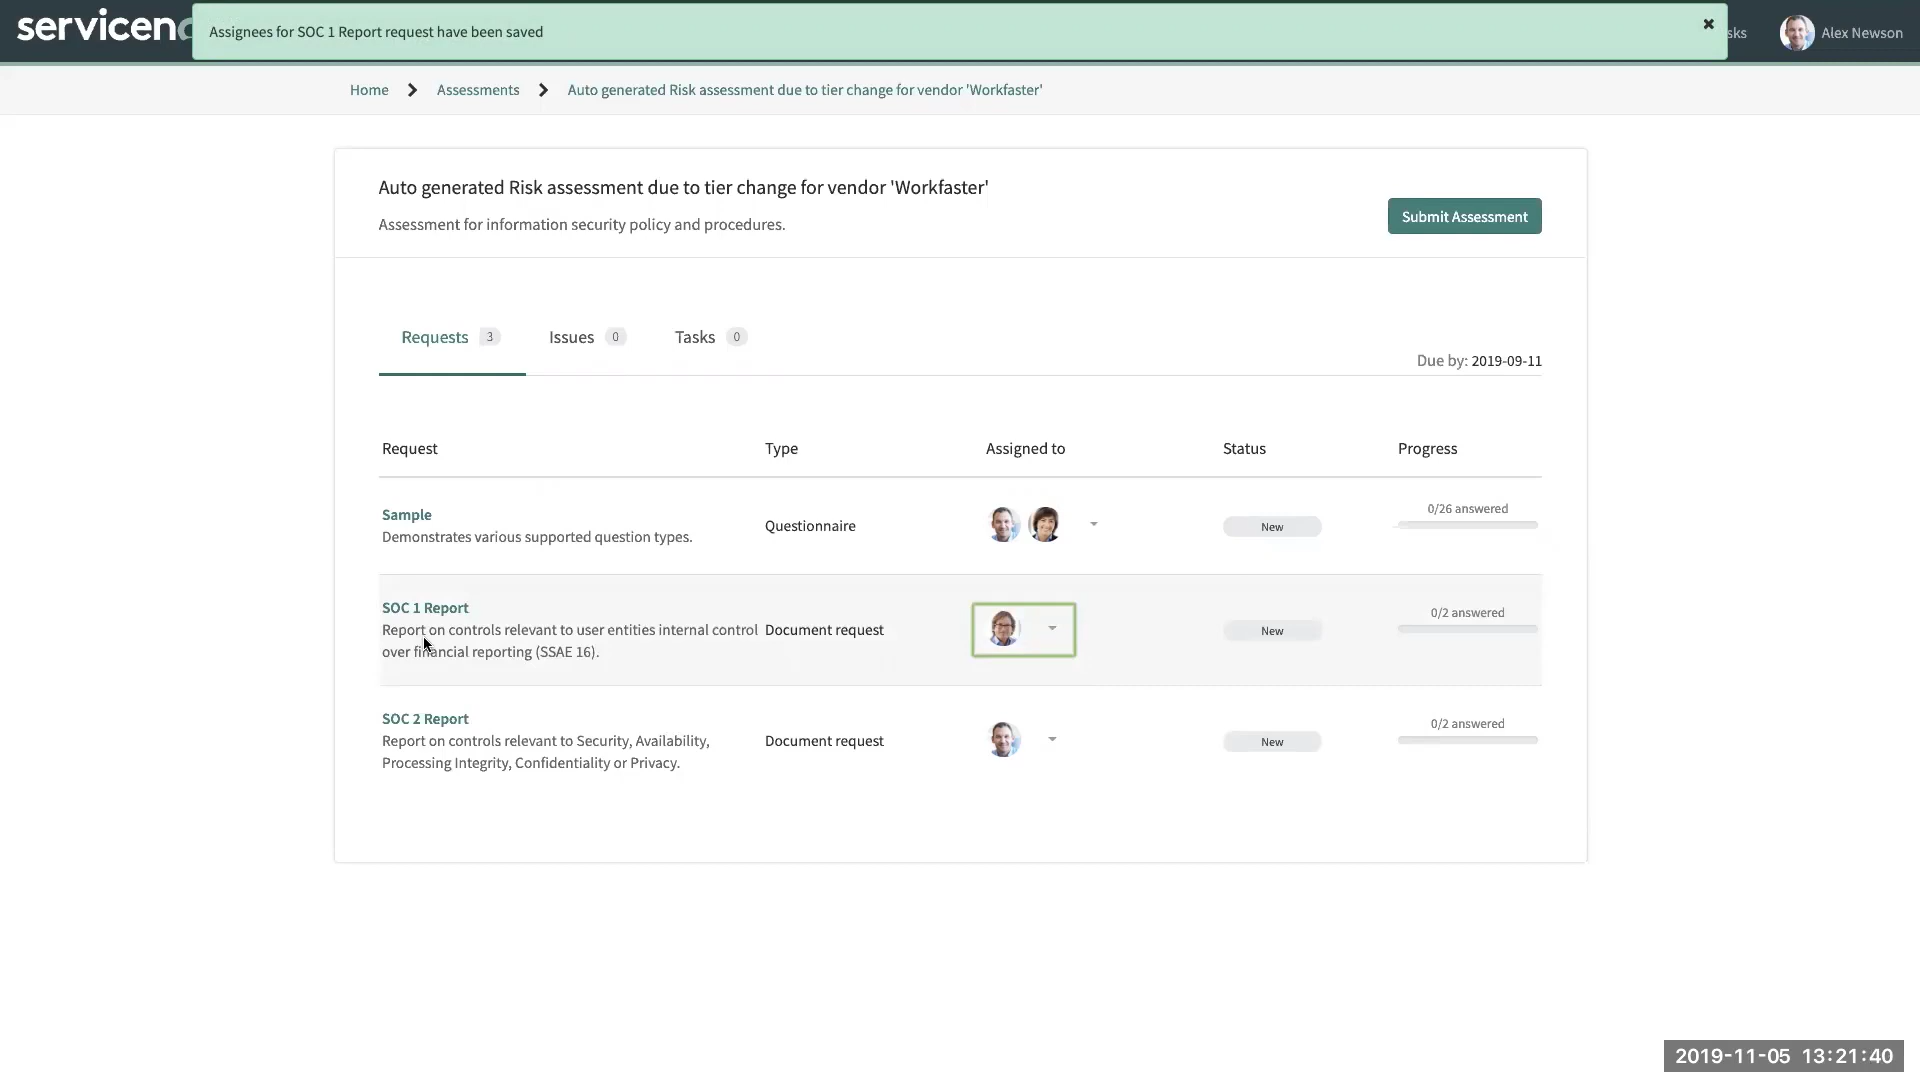 servicen
Assignees for SOC 1 Report request have been saved
✖
sks
Alex Newson
Home
Assessments
Auto generated Risk assessment due to tier change for vendor 'Workfaster'
Auto generated Risk assessment due to tier change for vendor 'Workfaster'
Assessment for information security policy and procedures.
Submit Assessment
Requests 3 Issues 0 Tasks 0
Due by: 2019-09-11
Request Type Assigned to Status Progress
Sample
Demonstrates various supported question types.
Questionnaire
New
0/26 answered
SOC 1 Report
Report on controls relevant to user entities internal control
over financial reporting (SSAE 16).
Document request
New
0/2 answered
SOC 2 Report
Report on controls relevant to Security, Availability,
Processing Integrity, Confidentiality or Privacy.
Document request
New
0/2 answered
2019-11-05 13:21:40